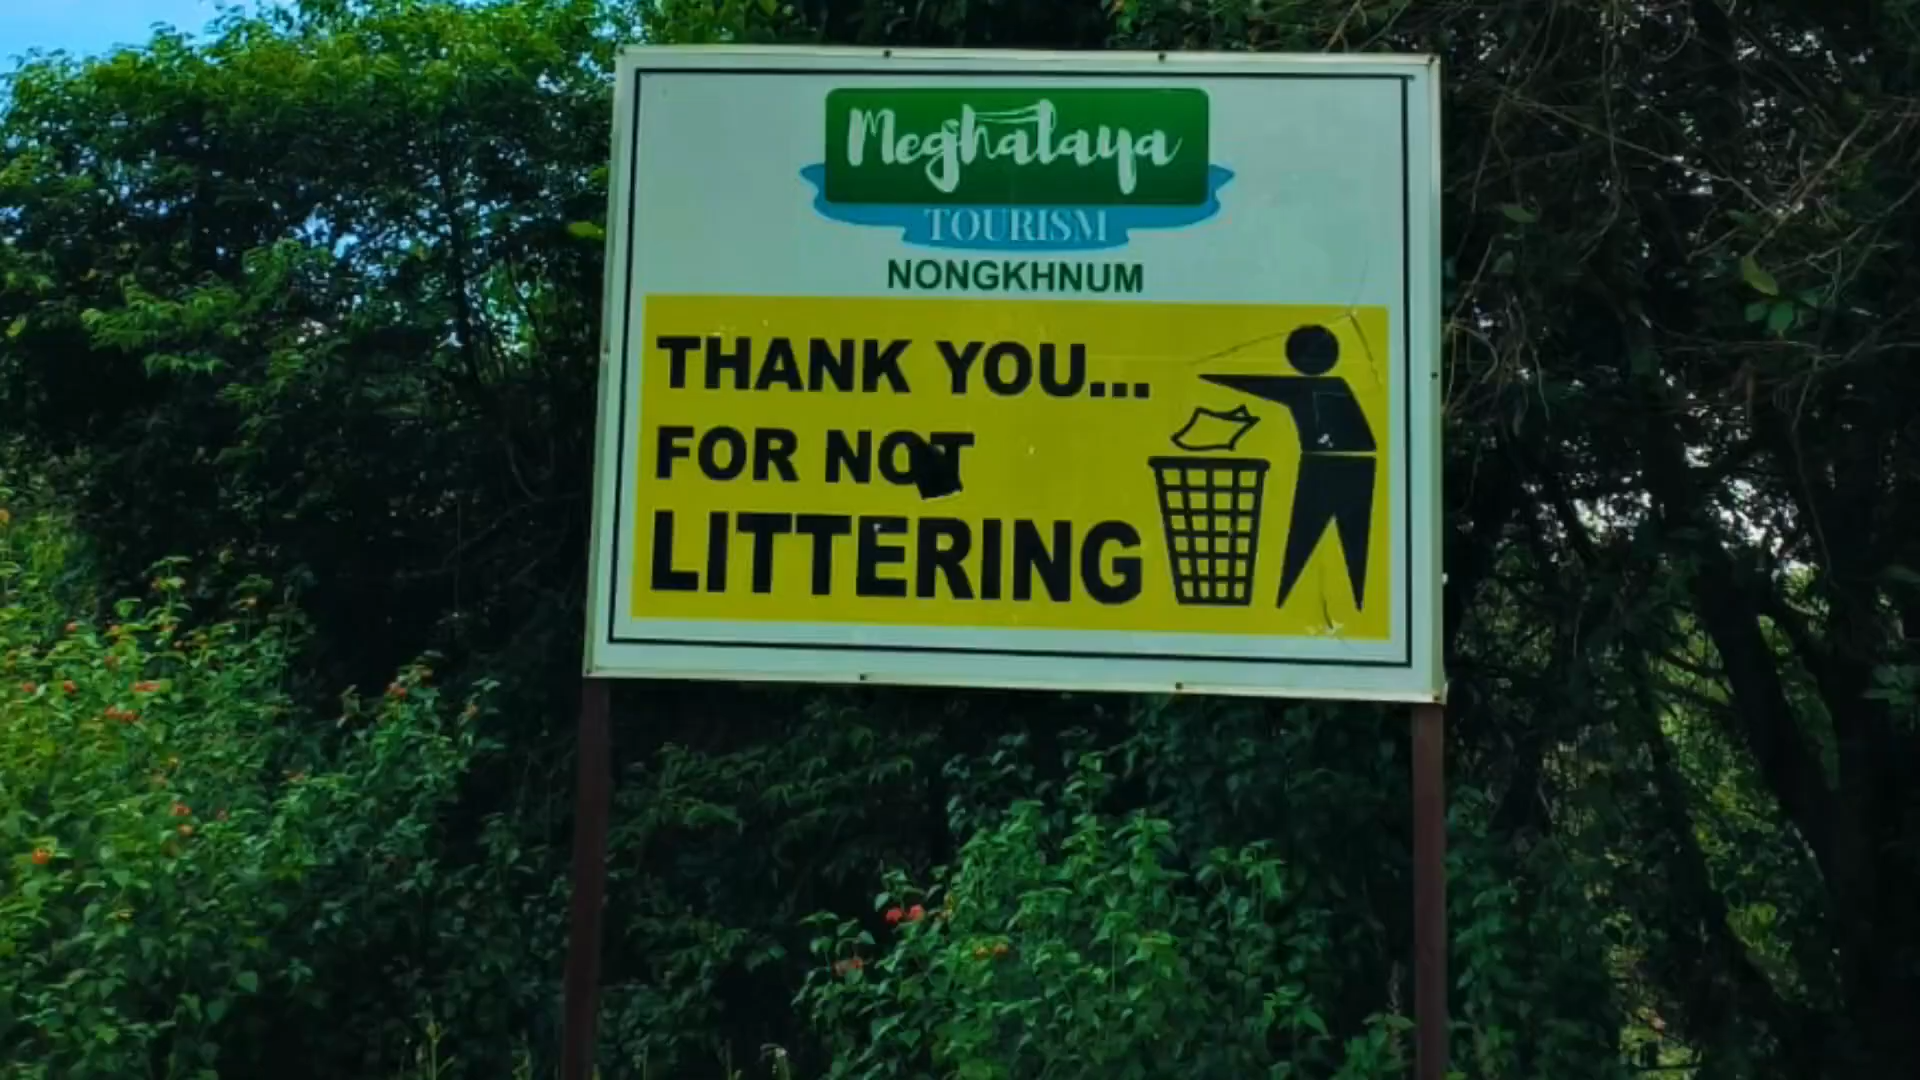 Meghalaya
TOURISM
NONGKHNUM
THANK YOU...
FOR NOT
LITTERING